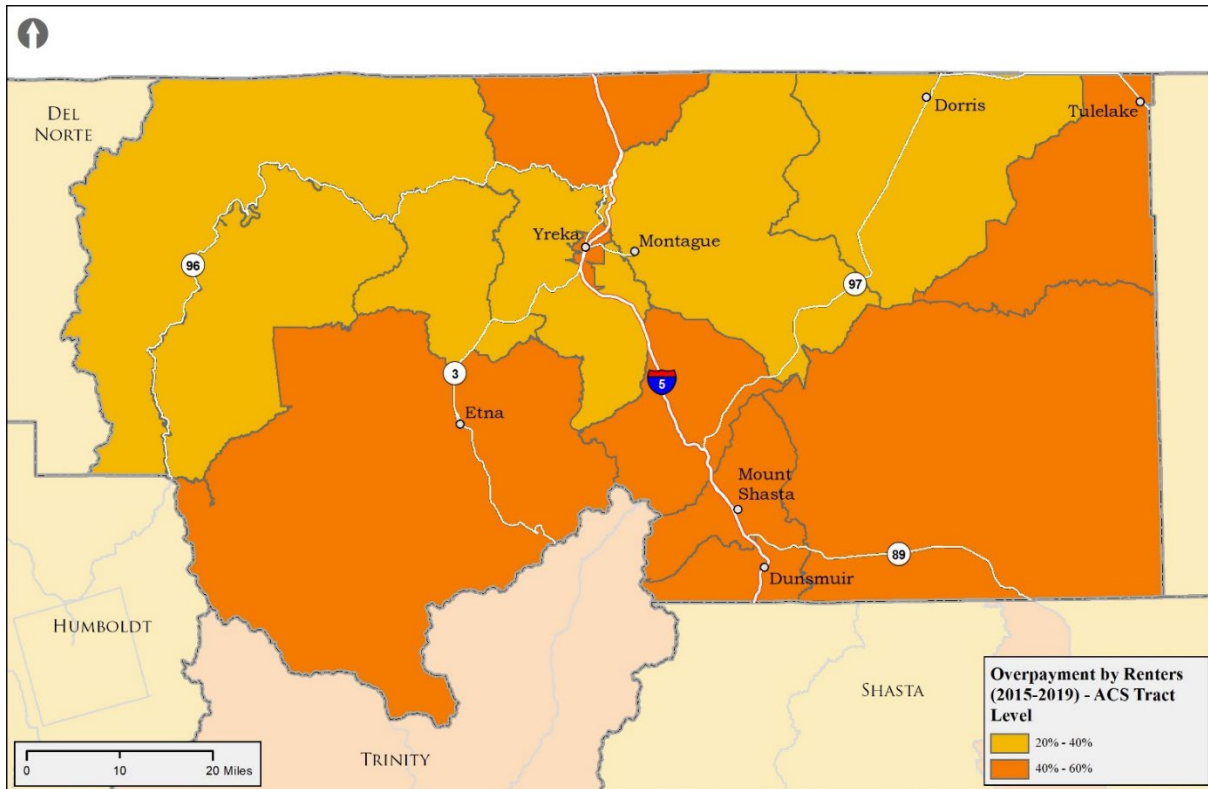 DEL
NORTE
Dorris
Tulelake
Yreka
Montague
96
97
3
5
Etna
Mount
Shasta
89
Dunsmuir
HUMBOLDT
SHASTA
TRINITY
0 10 20 Miles
Overpayment by Renters
(2015-2019) - ACS Tract
Level
20% - 40%
40% - 60%